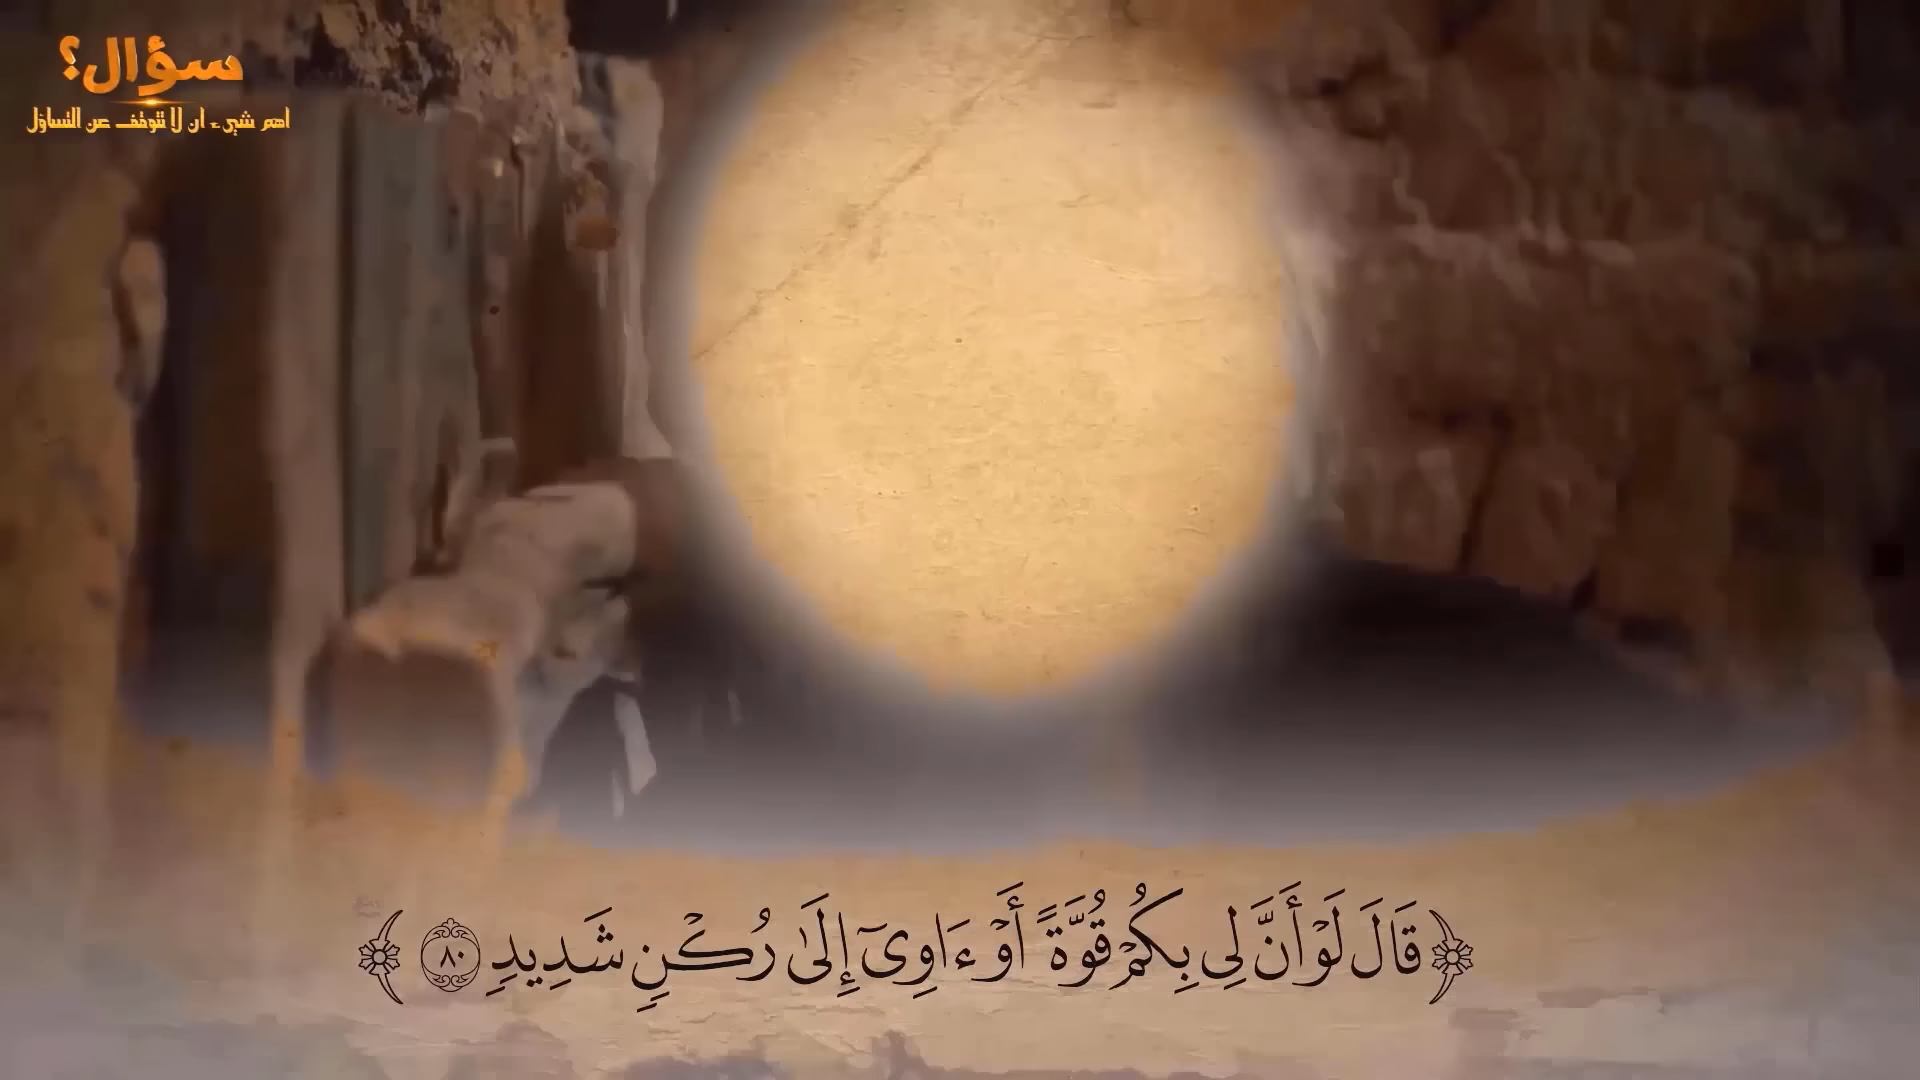 سؤال؟
اهم شيء ان لا تتوقف عن التساؤل
﴿قَالَ لَوْ أَنَّ لِي بِكُمْ قُوَّةً أَوْ ءَاوِىٓ إِلَىٰ رُكْنٍ شَدِيدٍ ٨٠﴾